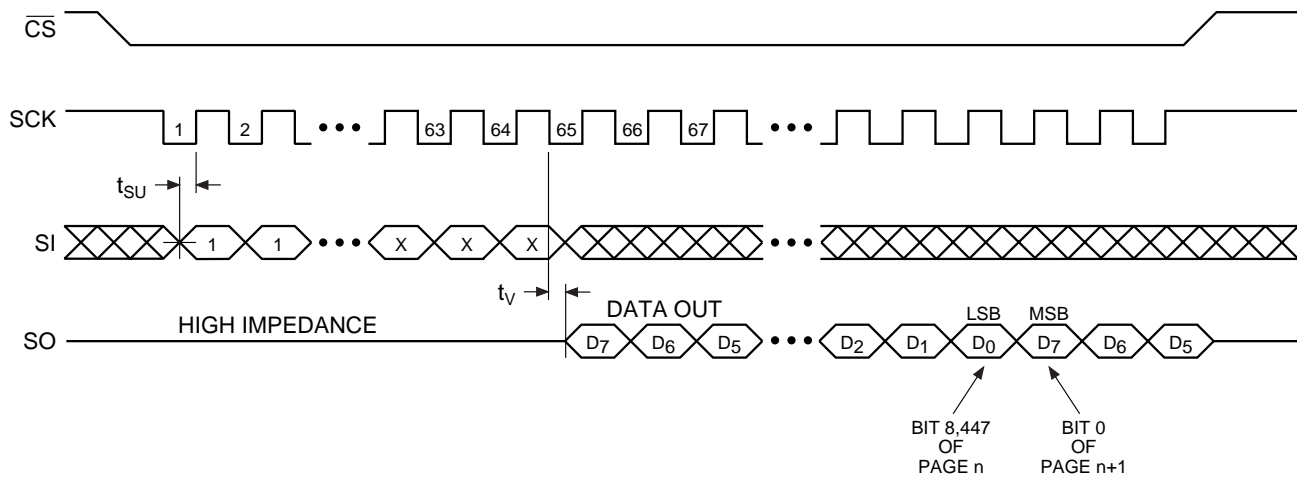 CS
SCK 1 2 ••• 63 64 65 66 67 •••
tSU
SI 1 1 ••• X X X •••
tV
HIGH IMPEDANCE DATA OUT LSB MSB
SO D7 D6 D5 ••• D2 D1 D0 D7 D6 D5
BIT 8,447
OF
PAGE n
BIT 0
OF
PAGE n+1